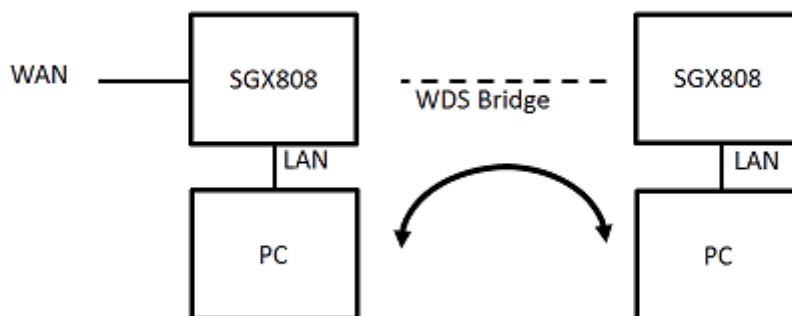 WAN
SGX808
WDS Bridge
SGX808
LAN
LAN
PC
PC